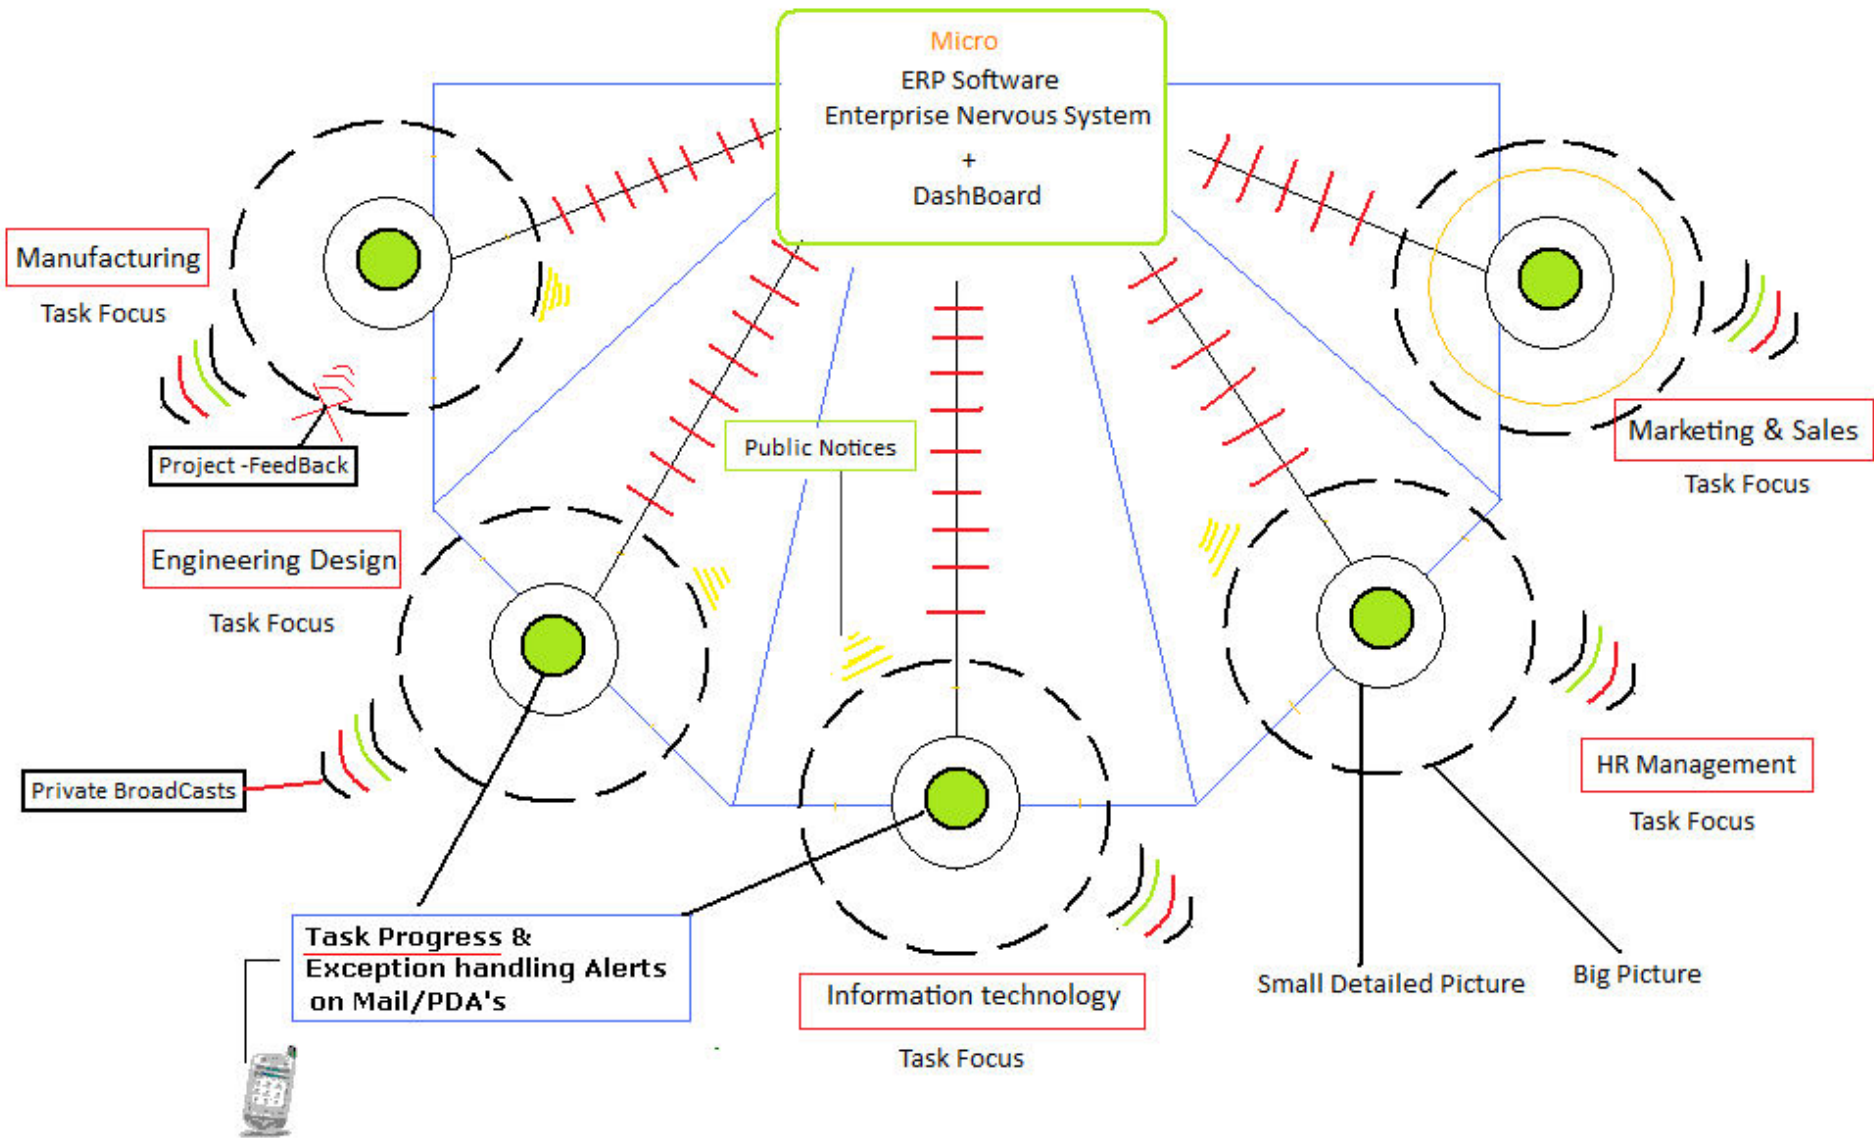 Micro
ERP Software
Enterprise Nervous System
+
DashBoard
Manufacturing
Task Focus
Project -FeedBack
Marketing & Sales
Task Focus
Public Notices
Engineering Design
Task Focus
Private BroadCasts
HR Management
Task Focus
Task Progress &
Exception handling Alerts
on Mail/PDA's
Information technology
Task Focus
Small Detailed Picture
Big Picture